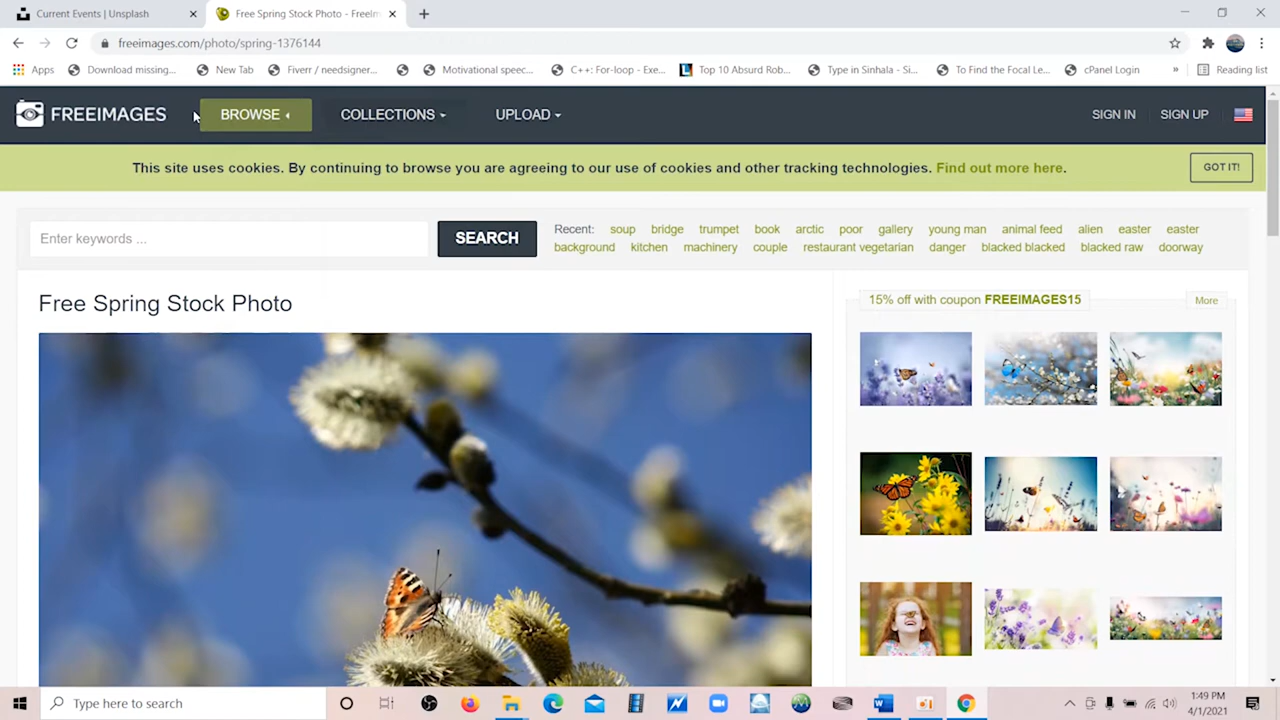 Current Events | Unsplash
Free Spring Stock Photo - FreeIm
freeimages.com/photo/spring-1376144
Apps Download missing... New Tab Fiverr / needsigner... Motivational speec... C++: For-loop - Exe... Top 10 Absurd Rob... Type in Sinhala - Si... To Find the Focal Le... cPanel Login » Reading list
FREEIMAGES BROWSE COLLECTIONS UPLOAD SIGN IN SIGN UP
This site uses cookies. By continuing to browse you are agreeing to our use of cookies and other tracking technologies. Find out more here. GOT IT!
Enter keywords ... SEARCH
Recent: soup bridge trumpet book arctic poor gallery young man animal feed alien easter easter
background kitchen machinery couple restaurant vegetarian danger blacked blacked blacked raw doorway
Free Spring Stock Photo
15% off with coupon FREEIMAGES15 More
Type here to search
1:49 PM
4/1/2021